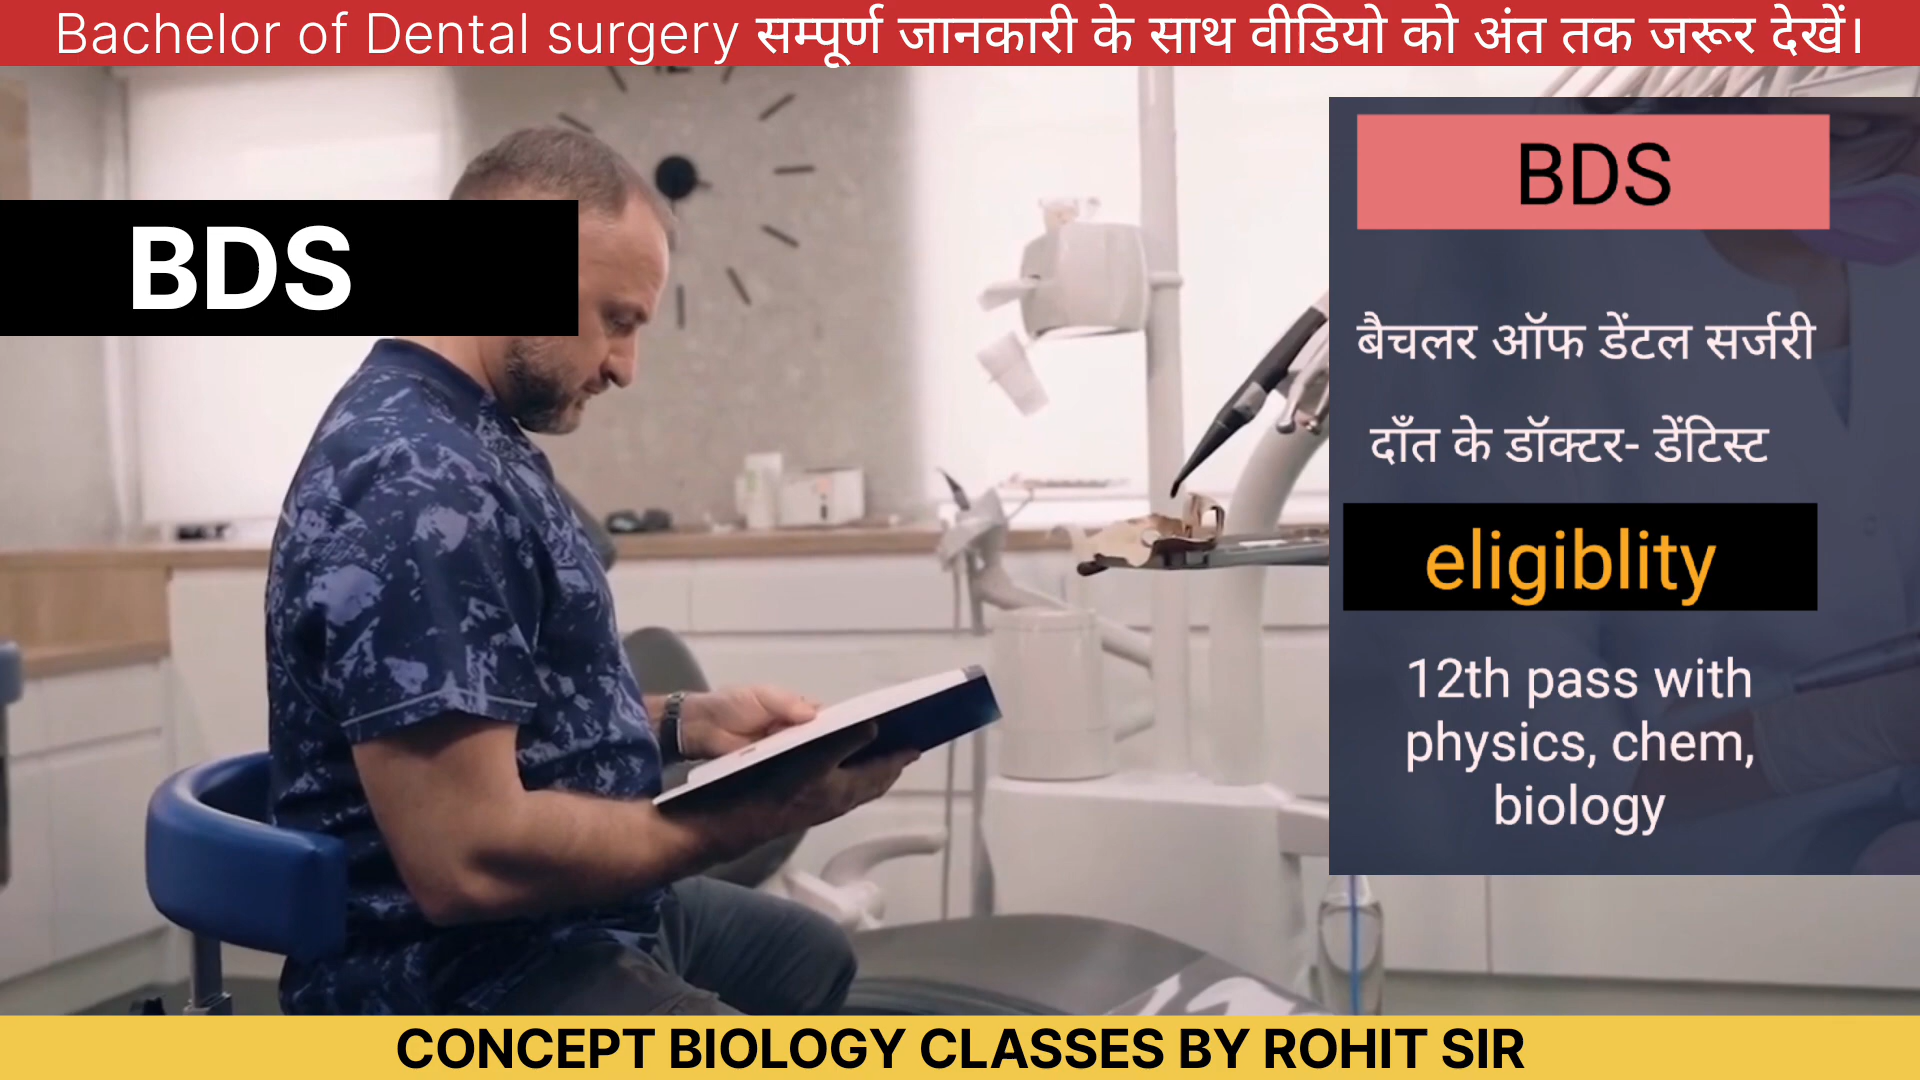 Bachelor of Dental surgery सम्पूर्ण जानकारी के साथ वीडियो को अंत तक जरूर देखें।
BDS
BDS
बैचलर ऑफ डेंटल सर्जरी
दाँत के डॉक्टर- डेंटिस्ट
eligiblity
12th pass with
physics, chem,
biology
CONCEPT BIOLOGY CLASSES BY ROHIT SIR